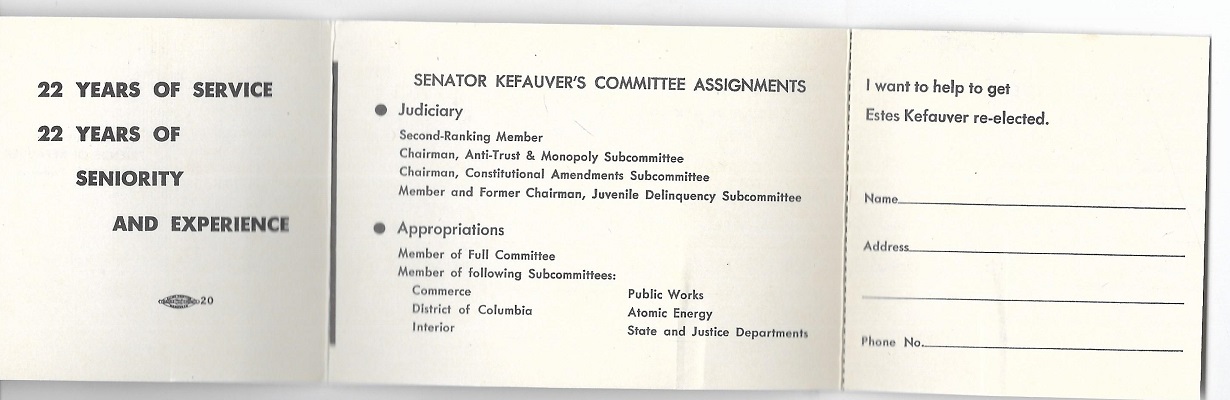 22 YEARS OF SERVICE
22 YEARS OF
SENIORITY
AND EXPERIENCE
20
SENATOR KEFAUVER'S COMMITTEE ASSIGNMENTS
● Judiciary
Second-Ranking Member
Chairman, Anti-Trust & Monopoly Subcommittee
Chairman, Constitutional Amendments Subcommittee
Member and Former Chairman, Juvenile Delinquency Subcommittee
● Appropriations
Member of Full Committee
Member of following Subcommittees:
Commerce
District of Columbia
Interior
Public Works
Atomic Energy
State and Justice Departments
I want to help to get
Estes Kefauver re-elected.
Name
Address
Phone No.